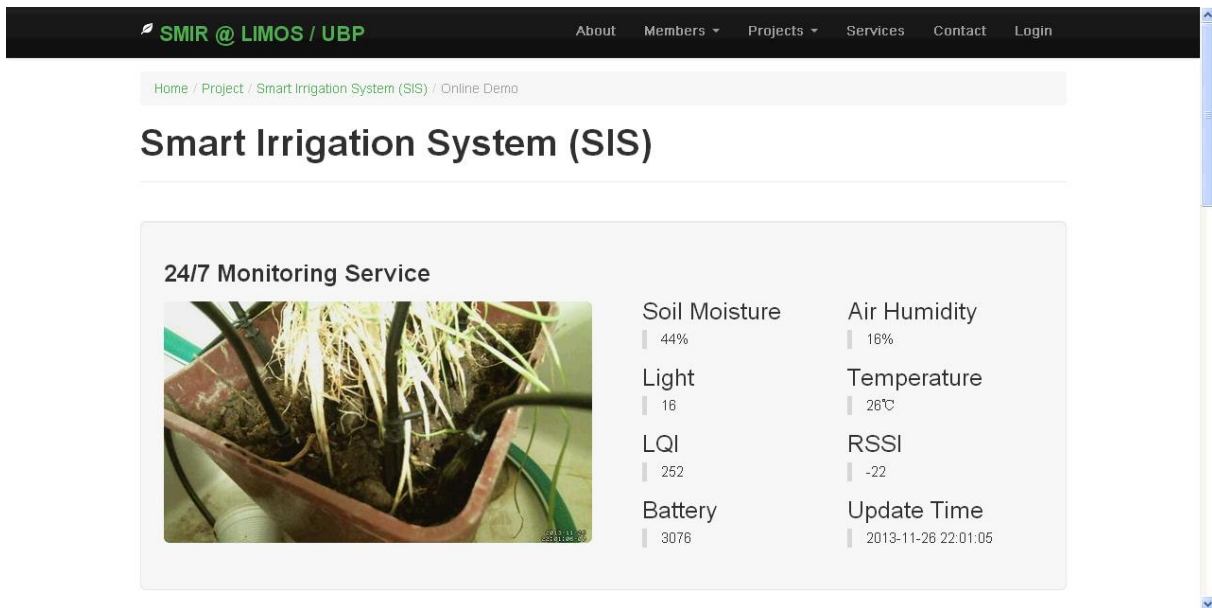 SMIR @ LIMOS / UBP
About Members Projects Services Contact Login
Home / Project / Smart Irrigation System (SIS) / Online Demo
Smart Irrigation System (SIS)
24/7 Monitoring Service
Soil Moisture Air Humidity
44% 16%
Light Temperature
16 26℃
LQI RSSI
252 -22
Battery Update Time
3076 2013-11-26 22:01:05